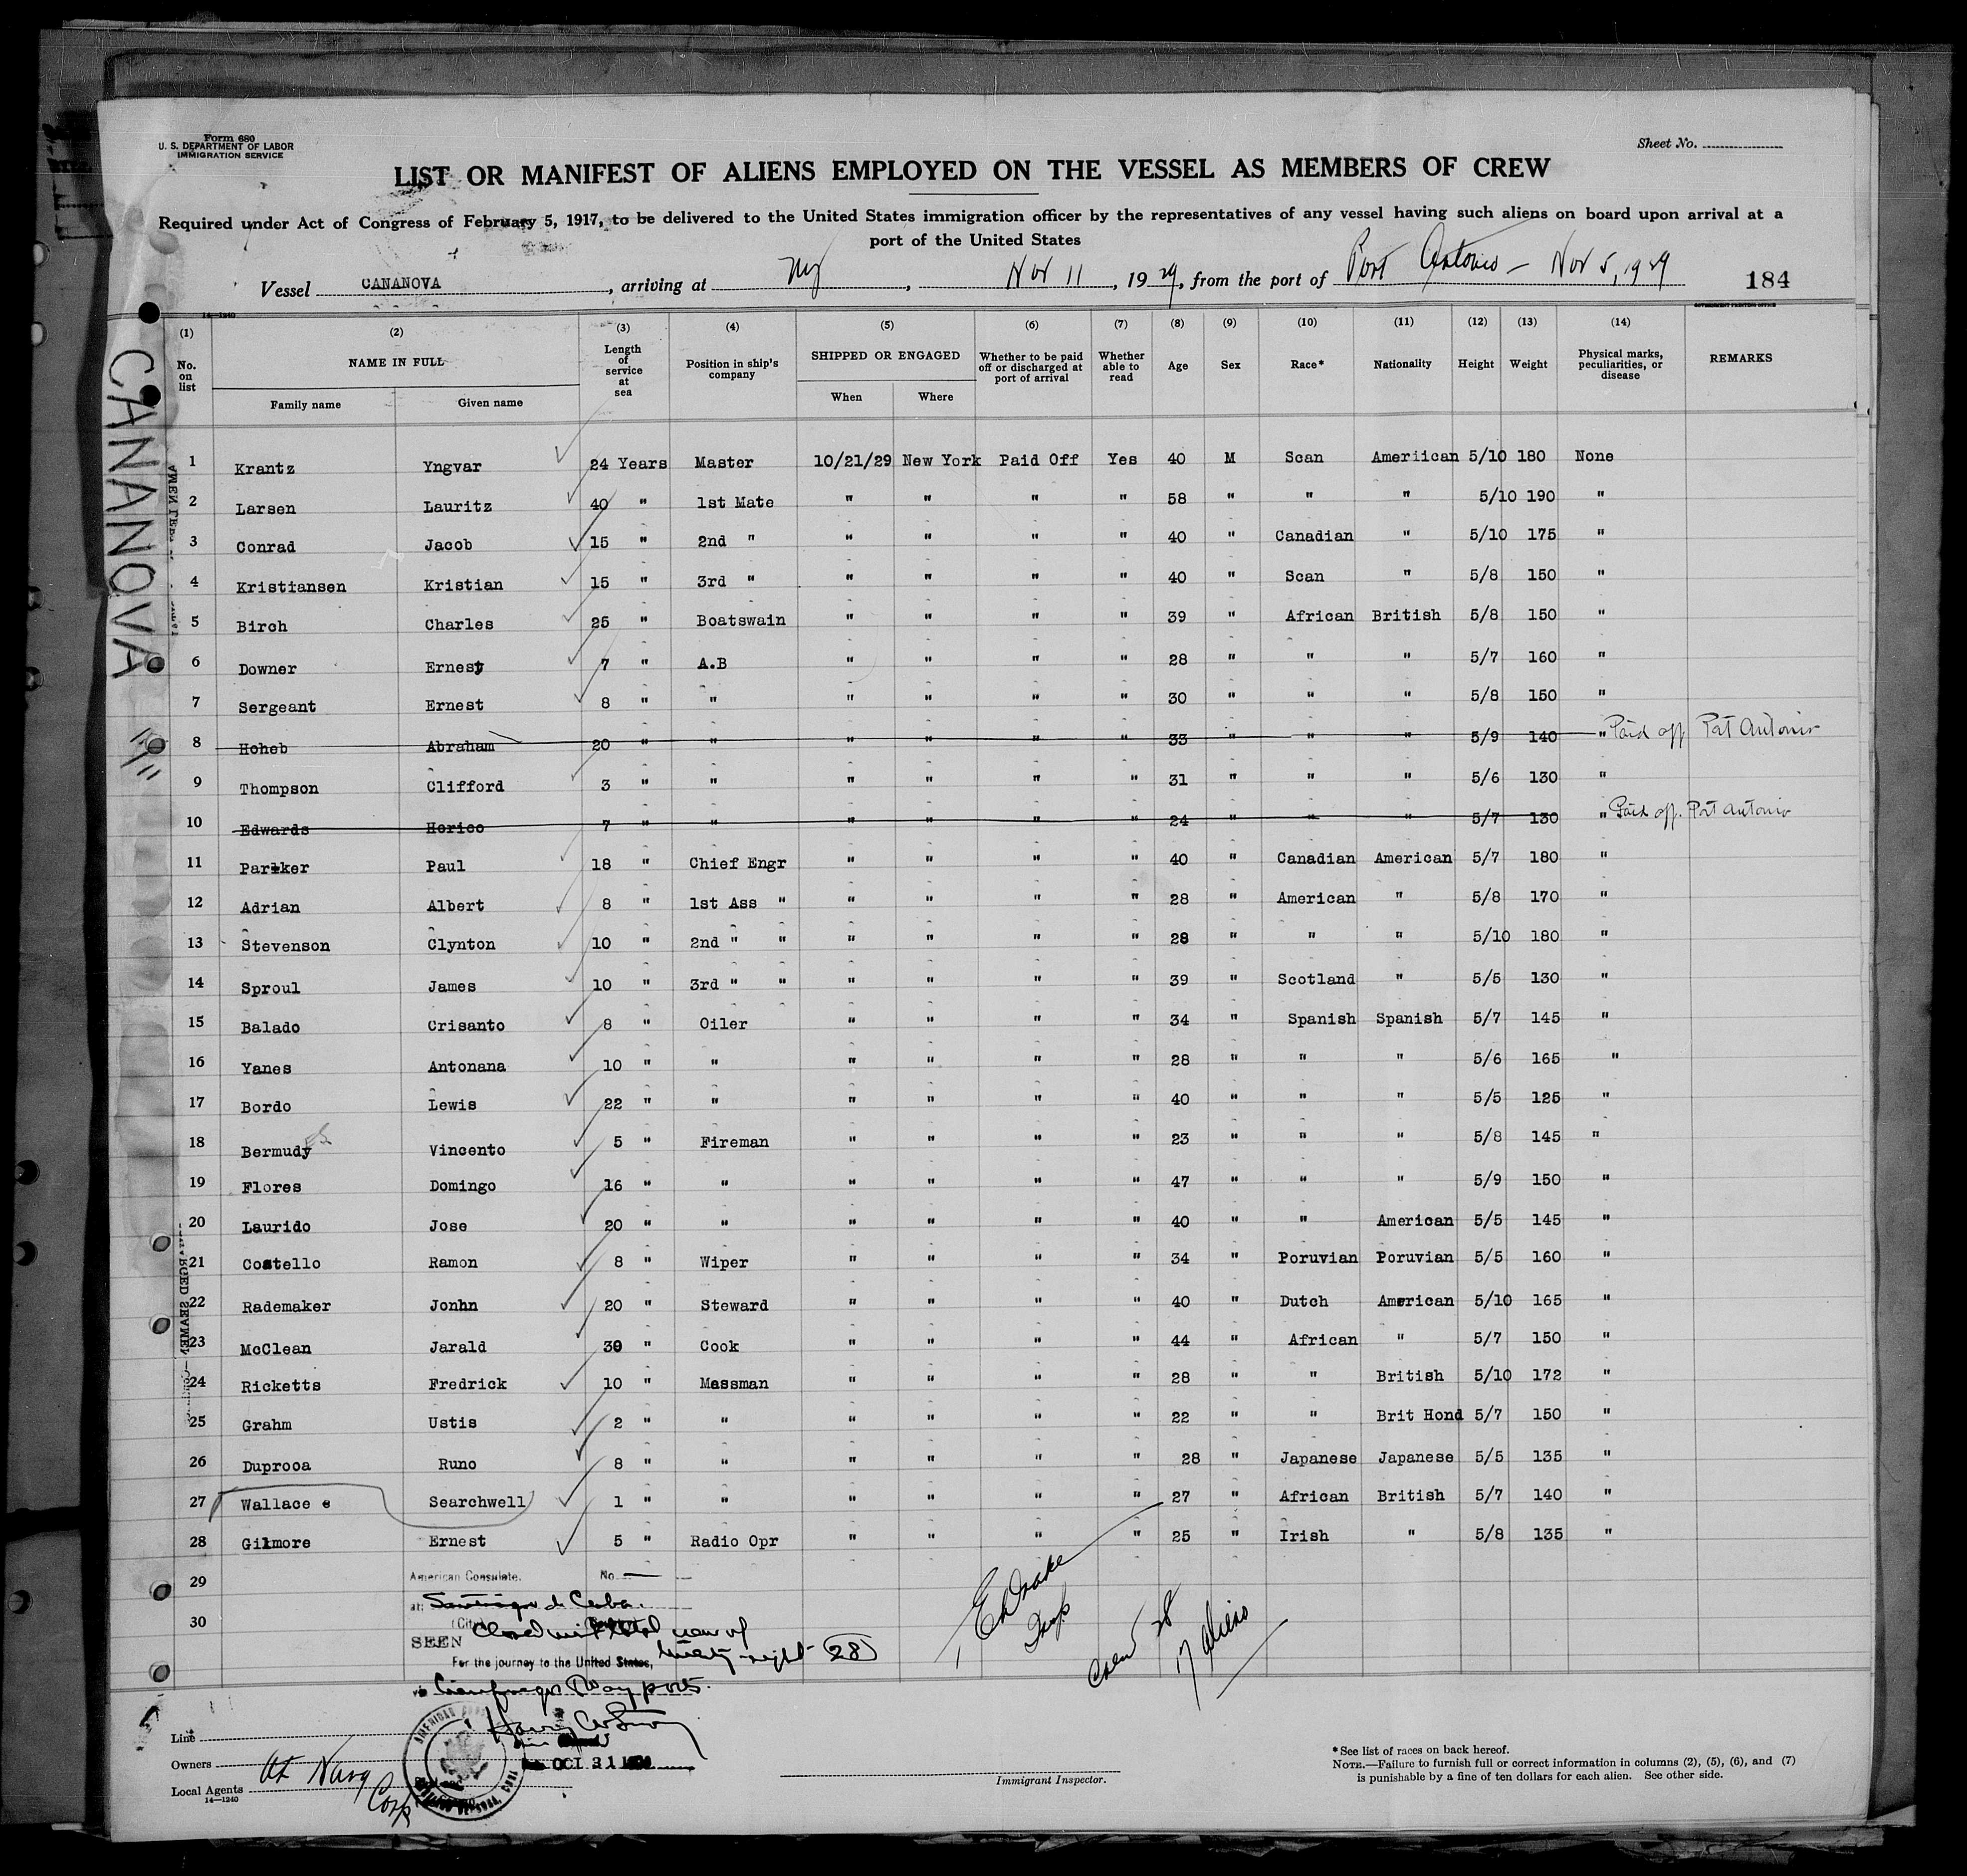 Form 680
U. S. DEPARTMENT OF LABOR
IMMIGRATION SERVICE
Sheet No.
LIST OR MANIFEST OF ALIENS EMPLOYED ON THE VESSEL AS MEMBERS OF CREW
Required under Act of Congress of February 5, 1917, to be delivered to the United States immigration officer by the representatives of any vessel having such aliens on board upon arrival at a
port of the United States
Vessel CANANOVA, arriving at NY, Nov 11, 1929, from the port of Port Antonio – Nov 5, 1929 184
14—1240
GOVERNMENT PRINTING OFFICE
CANANOVA
(1) (2) (3) (4) (5) (6) (7) (8) (9) (10) (11) (12) (13) (14)
No. on list NAME IN FULL Family name Given name Length of service at sea Position in ship's company SHIPPED OR ENGAGED When Where Whether to be paid off or discharged at port of arrival Whether able to read Age Sex Race* Nationality Height Weight Physical marks, peculiarities, or disease REMARKS
1 Krantz Yngvar 24 Years Master 10/21/29 New York Paid Off Yes 40 M Scan Ameriican 5/10 180 None
2 Larsen Lauritz 40 " 1st Mate " " " " 58 " " " 5/10 190 "
3 Conrad Jacob 15 " 2nd " " " " " 40 " Canadian " 5/10 175 "
4 Kristiansen Kristian 15 " 3rd " " " " " 40 " Scan " 5/8 150 "
5 Birch Charles 25 " Boatswain " " " " 39 " African British 5/8 150 "
6 Downer Ernest 7 " A.B " " " " 28 " " " 5/7 160 "
7 Sergeant Ernest 8 " " " " " " 30 " " " 5/8 150 "
8 Hoheb Abraham 20 " " " " " " 33 " " " 5/9 140 " Paid off Port Antonio
9 Thompson Clifford 3 " " " " " " 31 " " " 5/6 130 "
10 Edwards Herico 7 " " " " " " 24 " " " 5/7 130 " Paid off. Port Antonio
11 Parker Paul 18 " Chief Engr " " " " 40 " Canadian American 5/7 180 "
12 Adrian Albert 8 " 1st Ass " " " " " 28 " American " 5/8 170 "
13 Stevenson Clynton 10 " 2nd " " " " " " 28 " " " 5/10 180 "
14 Sproul James 10 " 3rd " " " " " " 39 " Scotland " 5/5 130 "
15 Balado Crisanto 8 " Oiler " " " " 34 " Spanish Spanish 5/7 145 "
16 Yanes Antonana 10 " " " " " " 28 " " " 5/6 165 "
17 Bordo Lewis 22 " " " " " " 40 " " " 5/5 125 "
18 Bermudyes Vincento 5 " Fireman " " " " 23 " " " 5/8 145 "
19 Flores Domingo 16 " " " " " " 47 " " " 5/9 150 "
20 Laurido Jose 20 " " " " " " 40 " " American 5/5 145 "
21 Costello Ramon 8 " Wiper " " " " 34 " Poruvian Poruvian 5/5 160 "
22 Rademaker Jonhn 20 " Steward " " " " 40 " Dutch American 5/10 165 "
23 McClean Jarald 30 " Cook " " " " 44 " African " 5/7 150 "
24 Ricketts Fredrick 10 " Messman " " " " 28 " " British 5/10 172 "
25 Grahm Ustis 2 " " " " " " 22 " " Brit Hond 5/7 150 "
26 Duprooa Runo 8 " " " " " " 28 " Japanese Japanese 5/5 135 "
27 Wallace Searchwell 1 " " " " " " 27 " African British 5/7 140 "
28 Gilmore Ernest 5 " Radio Opr " " " " 25 " Irish " 5/8 135 "
29
30
American Consulate. No.
at Santiago de Cuba.
(City)
SEEN Closed with total crew of
For the journey to the United States, twenty-eight 28
Cienfuegos & Way ports.
OCT 31
E Drake
Insp
Crew 28
17 aliens
Line
Owners
Local Agents At Navg Corp
14—1240
Immigrant Inspector.
*See list of races on back hereof.
NOTE.—Failure to furnish full or correct information in columns (2), (5), (6), and (7)
is punishable by a fine of ten dollars for each alien. See other side.